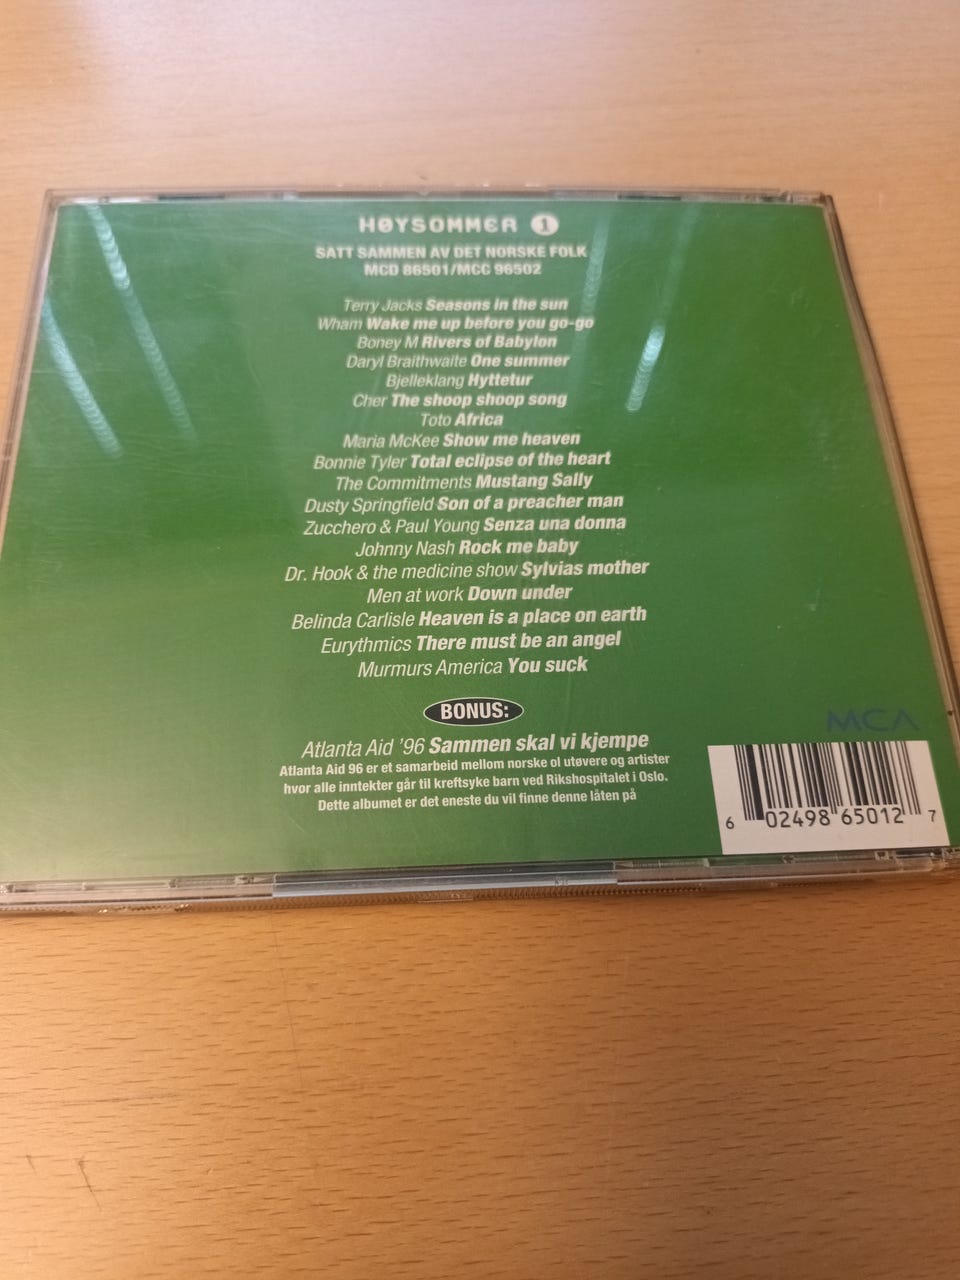 HØYSOMMER 1
SATT SAMMEN AV DET NORSKE FOLK
MCD 86501/MCC 96502
Terry Jacks Seasons in the sun
Wham Wake me up before you go-go
Boney M Rivers of Babylon
Daryl Braithwaite One summer
Bjelleklang Hyttetur
Cher The shoop shoop song
Toto Africa
Maria McKee Show me heaven
Bonnie Tyler Total eclipse of the heart
The Commitments Mustang Sally
Dusty Springfield Son of a preacher man
Zucchero & Paul Young Senza una donna
Johnny Nash Rock me baby
Dr. Hook & the medicine show Sylvias mother
Men at work Down under
Belinda Carlisle Heaven is a place on earth
Eurythmics There must be an angel
Murmurs America You suck
BONUS:
Atlanta Aid '96 Sammen skal vi kjempe
Atlanta Aid 96 er et samarbeid mellom norske ol utøvere og artister
hvor alle inntekter går til kreftsyke barn ved Rikshospitalet i Oslo.
Dette albumet er det eneste du vil finne denne låten på
MCA
6 02498 65012 7